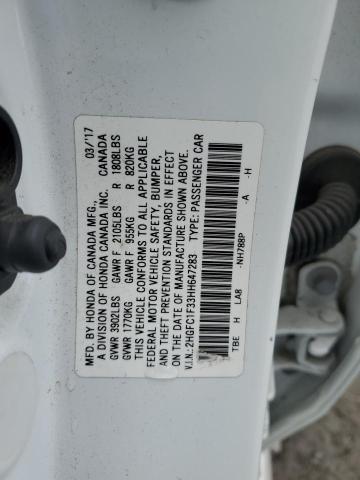 MFD. BY HONDA OF CANADA MFG., 03/'17
A DIVISION OF HONDA CANADA INC. CANADA
GVWR 3902LBS GAWR F 2105LBS R 1808LBS
GVWR 1770KG GAWR F 955KG R 820KG
THIS VEHICLE CONFORMS TO ALL APPLICABLE
FEDERAL MOTOR VEHICLE SAFETY, BUMPER,
AND THEFT PREVENTION STANDARDS IN EFFECT
ON THE DATE OF MANUFACTURE SHOWN ABOVE.
V.I.N.: 2HGFC1F33HH647283 TYPE: PASSENGER CAR
-NH788P -A -H
TBE H LA8